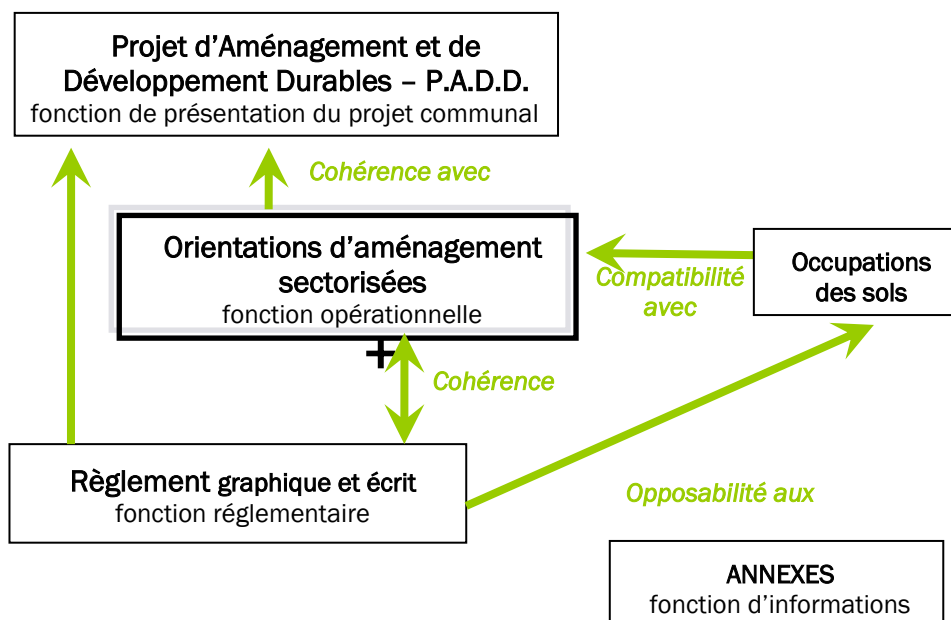 Projet d'Aménagement et de
Développement Durables – P.A.D.D.
fonction de présentation du projet communal
Cohérence avec
Orientations d'aménagement
sectorisées
fonction opérationnelle
Compatibilité
avec
Occupations
des sols
+
Cohérence
Règlement graphique et écrit
fonction réglementaire
Opposabilité aux
ANNEXES
fonction d'informations